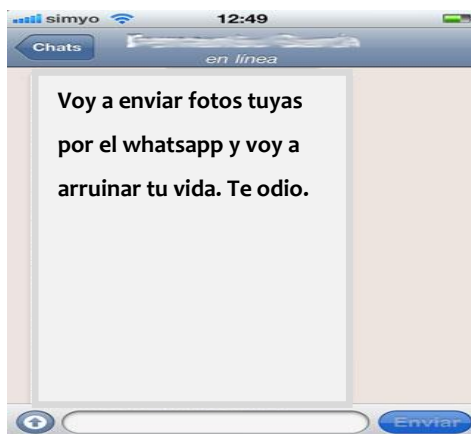 simyo 12:49
Chats
en línea
Voy a enviar fotos tuyas
por el whatsapp y voy a
arruinar tu vida. Te odio.
Enviar